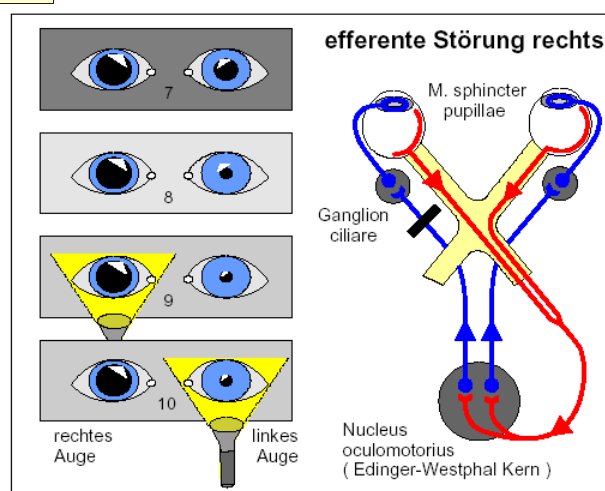 efferente Störung rechts
7
8
9
10
rechtes
Auge
linkes
Auge
M. sphincter
pupillae
Ganglion
ciliare
Nucleus
oculomotorius
( Edinger-Westphal Kern )